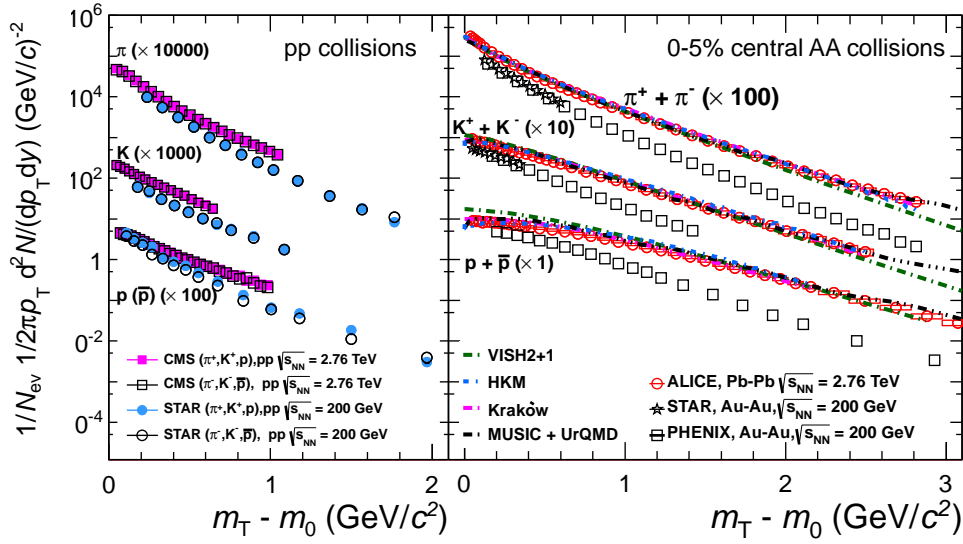 1/N_ev 1/2πp_T d²N/(dp_T dy) (GeV/c)⁻²
pp collisions
π (× 10000)
K (× 1000)
p (p̅) (× 100)
CMS (π⁺,K⁺,p),pp √s_NN = 2.76 TeV
CMS (π⁻,K⁻,p̅), pp √s_NN = 2.76 TeV
STAR (π⁺,K⁺,p),pp √s_NN = 200 GeV
STAR (π⁻,K⁻,p̅), pp √s_NN = 200 GeV
10⁶
10⁴
10²
1
10⁻²
10⁻⁴
0 1 2
m_T - m_0 (GeV/c²)
0-5% central AA collisions
π⁺ + π⁻ (× 100)
K⁺ + K⁻ (× 10)
p + p̅ (× 1)
VISH2+1
HKM
Kraków
MUSIC + UrQMD
ALICE, Pb-Pb √s_NN = 2.76 TeV
STAR, Au-Au, √s_NN = 200 GeV
PHENIX, Au-Au, √s_NN = 200 GeV
0 1 2 3
m_T - m_0 (GeV/c²)